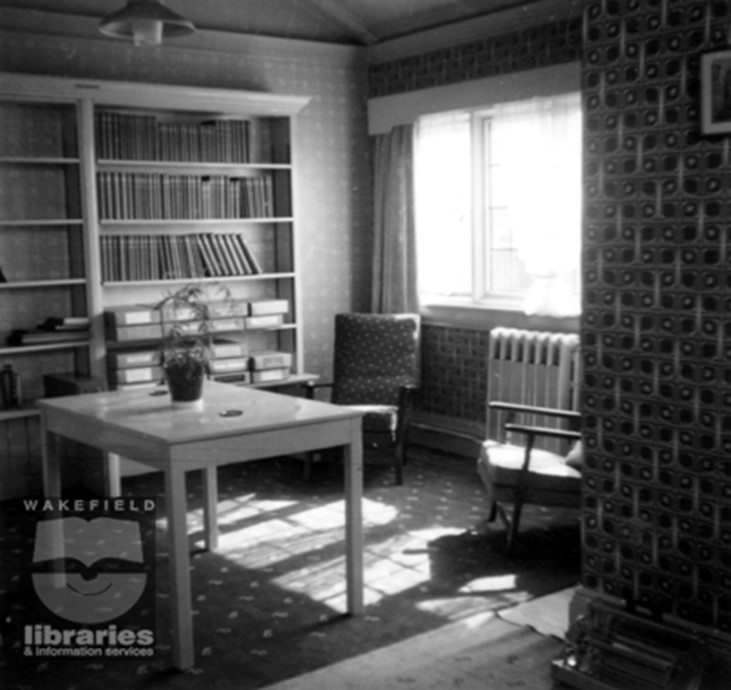 WAKEFIELD
libraries
& information services